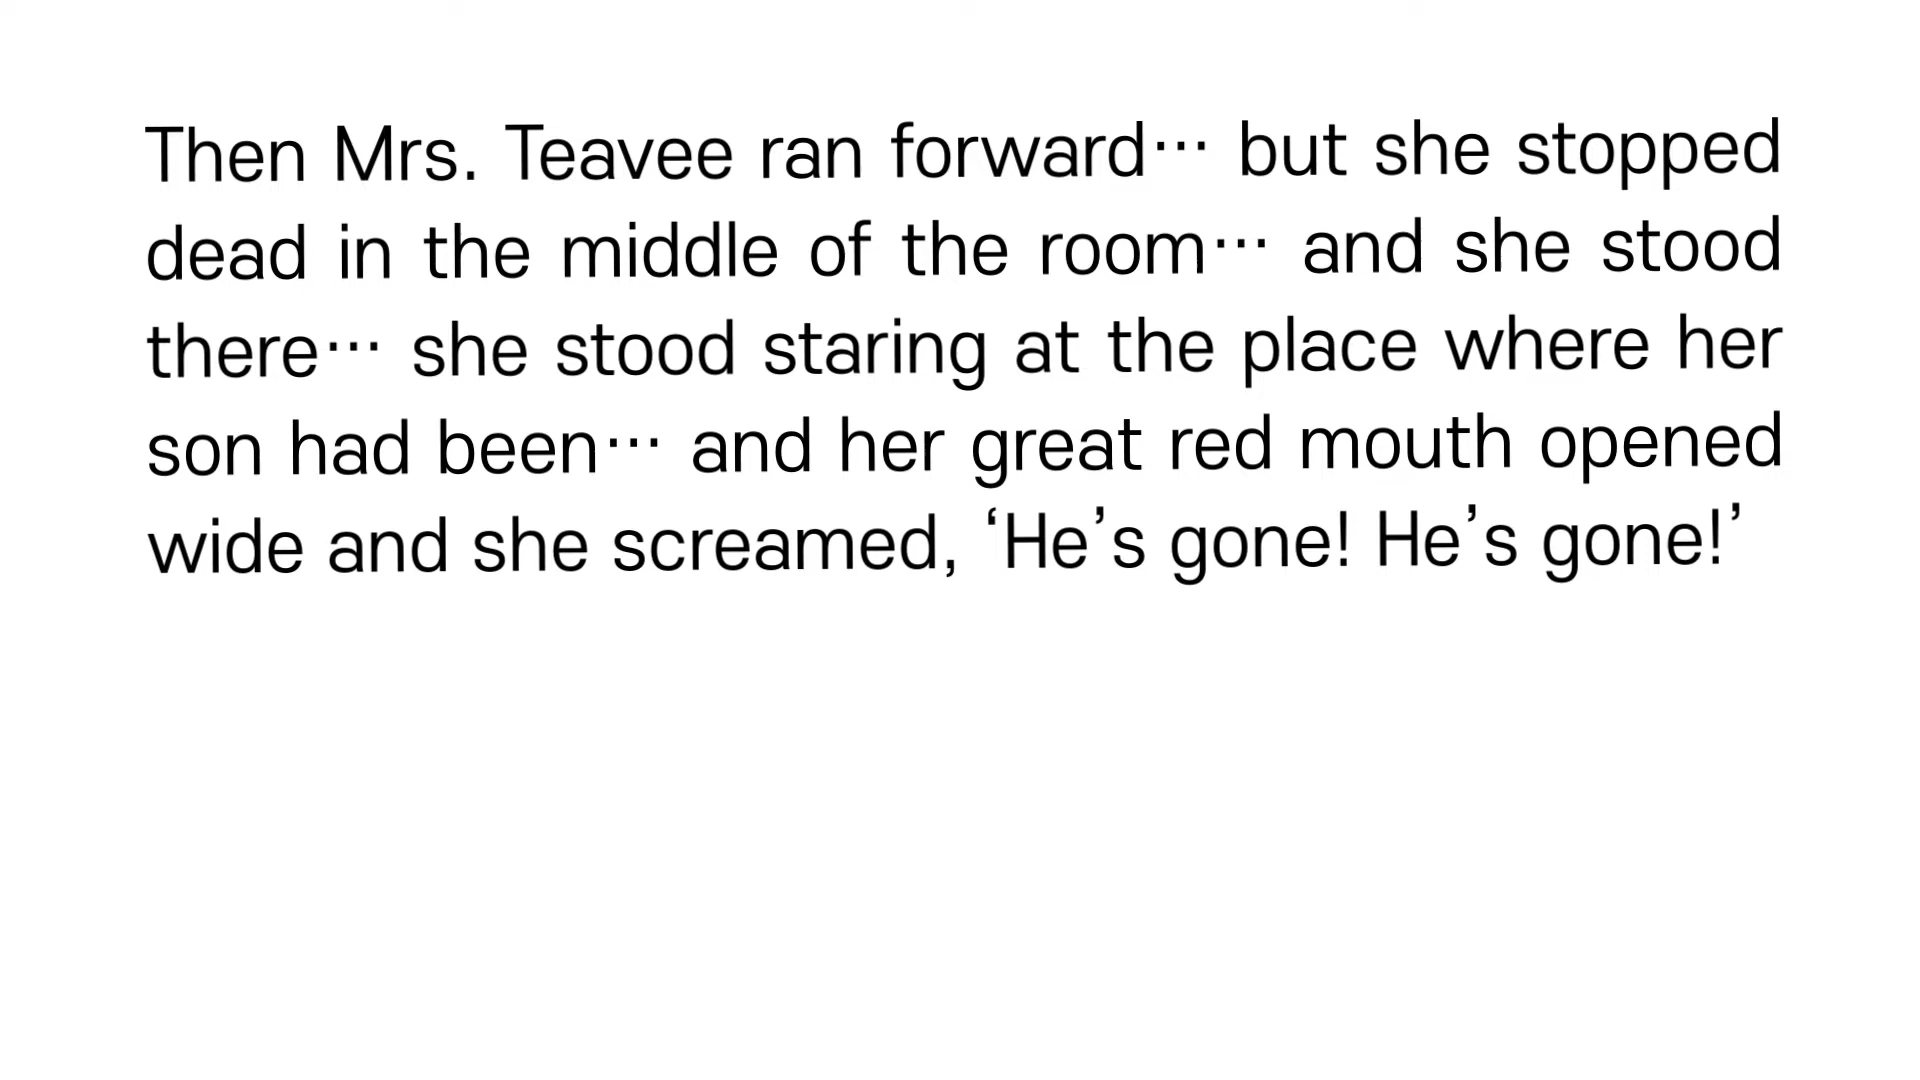 Then Mrs. Teavee ran forward… but she stopped
dead in the middle of the room… and she stood
there… she stood staring at the place where her
son had been… and her great red mouth opened
wide and she screamed, ‘He’s gone! He’s gone!’